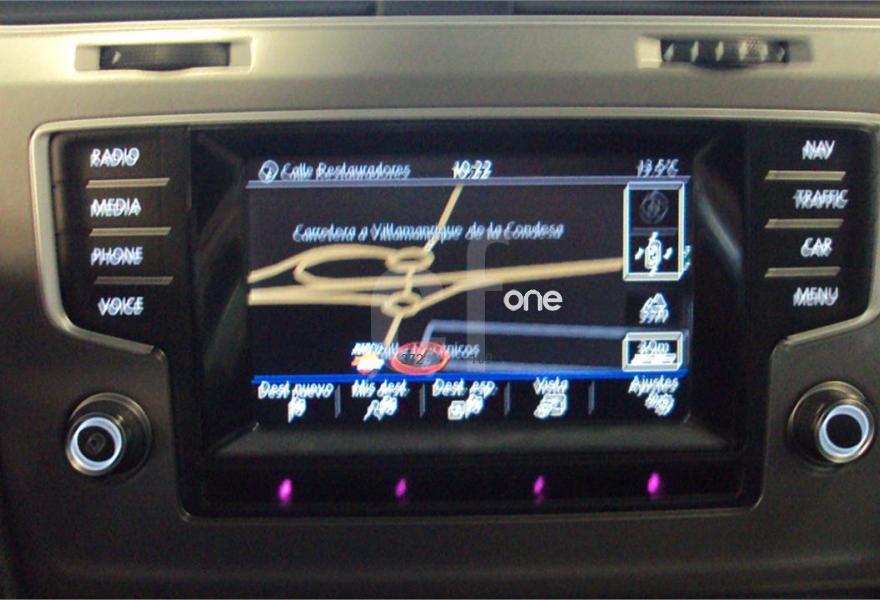 RADIO
MEDIA
PHONE
VOICE
Calle Restauradores
10:22
13.5°C
Carretera a Villamanrique de la Condesa
one
Dest. nuevo
Mis dest.
Dest. esp.
Vista
Ajustes
NAV
TRAFFIC
CAR
MENU